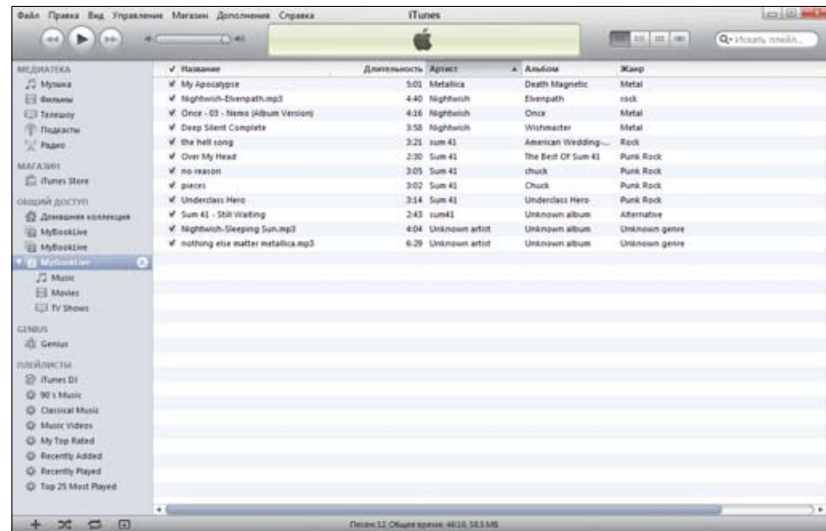 Файл Правка Вид Управление Магазин Дополнения Справка
iTunes
Искать плейл...
МЕДИАТЕКА
Музыка
Фильмы
Телешоу
Подкасты
Радио
МАГАЗИН
iTunes Store
ОБЩИЙ ДОСТУП
Домашняя коллекция
MyBookLive
MyBookLive
MyBookLive
Music
Movies
TV Shows
GENIUS
Genius
ПЛЕЙЛИСТЫ
iTunes DJ
90's Music
Classical Music
Music Videos
My Top Rated
Recently Added
Recently Played
Top 25 Most Played
Название Длительность Артист Альбом Жанр
My Apocalypse 5:01 Metallica Death Magnetic Metal
Nightwish-Elvenpath.mp3 4:40 Nightwish Elvenpath rock
Once - 03 - Nemo (Album Version) 4:16 Nightwish Once Metal
Deep Silent Complete 3:58 Nightwish Wishmaster Metal
the hell song 3:21 sum 41 American Wedding-... Rock
Over My Head 2:30 Sum 41 The Best Of Sum 41 Punk Rock
no reason 3:05 Sum 41 chuck Punk Rock
pieces 3:02 Sum 41 Chuck Punk Rock
Underclass Hero 3:14 Sum 41 Underclass Hero Punk Rock
Sum 41 - Still Waiting 2:43 sum41 Unknown album Alternative
Nightwish-Sleeping Sun.mp3 4:04 Unknown artist Unknown album Unknown genre
nothing else matter metallica.mp3 6:29 Unknown artist Unknown album Unknown genre
Песен: 12, Общее время: 46:18, 58.5 МБ